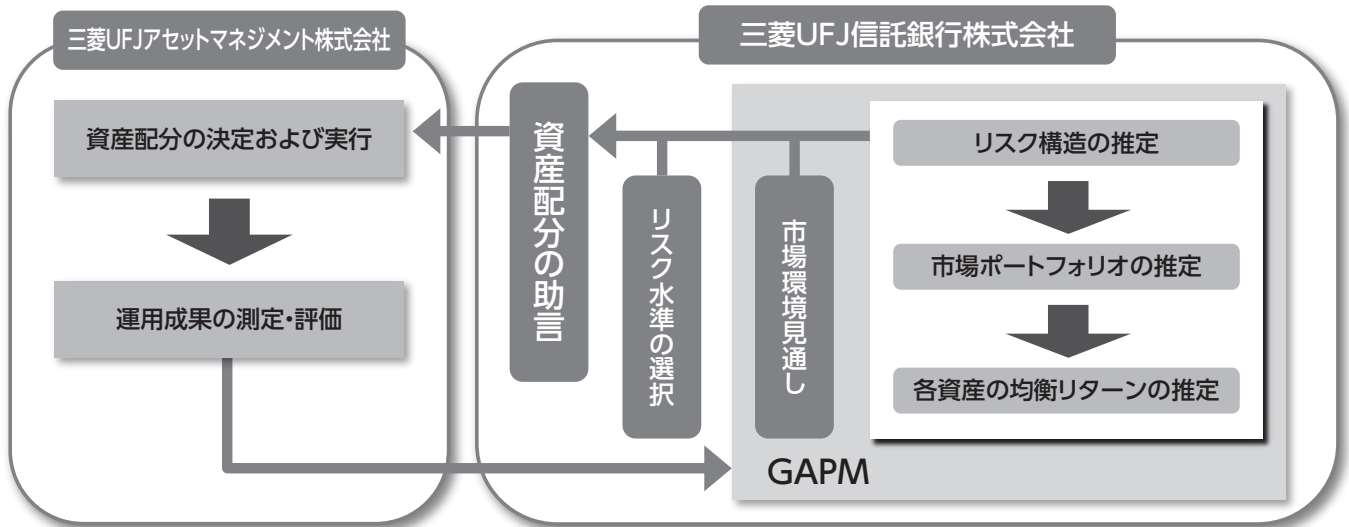 三菱UFJアセットマネジメント株式会社
資産配分の決定および実行
運用成果の測定・評価
三菱UFJ信託銀行株式会社
資産配分の助言
リスク水準の選択
市場環境見通し
リスク構造の推定
市場ポートフォリオの推定
各資産の均衡リターンの推定
GAPM